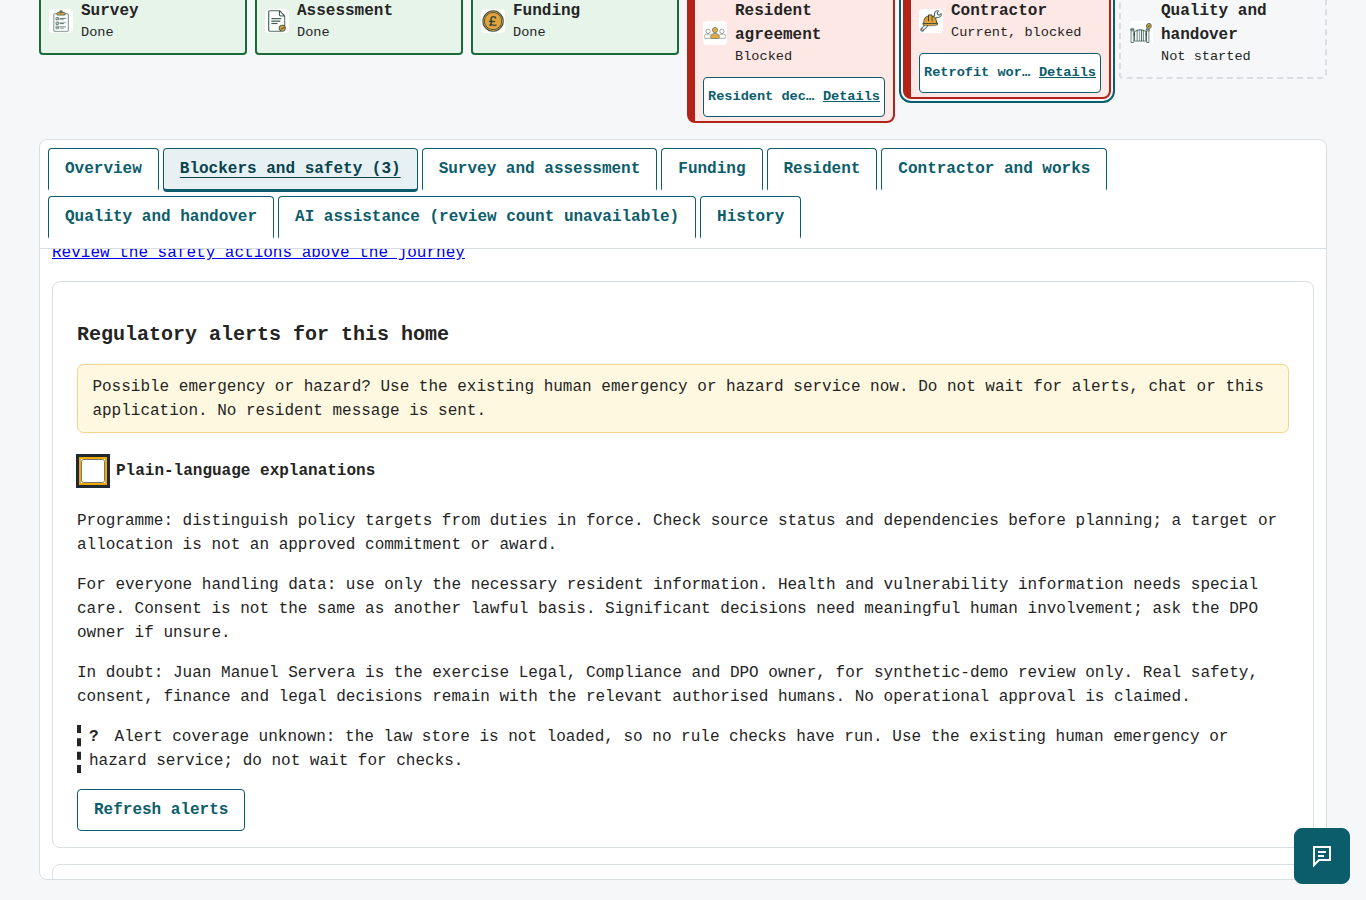 Survey
Done
Assessment
Done
Funding
Done
Resident
agreement
Blocked
Resident dec… Details
Contractor
Current, blocked
Retrofit wor… Details
Quality and
handover
Not started
Overview
Blockers and safety (3)
Survey and assessment
Funding
Resident
Contractor and works
Quality and handover
AI assistance (review count unavailable)
History
Review the safety actions above the journey
Regulatory alerts for this home
Possible emergency or hazard? Use the existing human emergency or hazard service now. Do not wait for alerts, chat or this
application. No resident message is sent.
Plain-language explanations
Programme: distinguish policy targets from duties in force. Check source status and dependencies before planning; a target or
allocation is not an approved commitment or award.
For everyone handling data: use only the necessary resident information. Health and vulnerability information needs special
care. Consent is not the same as another lawful basis. Significant decisions need meaningful human involvement; ask the DPO
owner if unsure.
In doubt: Juan Manuel Servera is the exercise Legal, Compliance and DPO owner, for synthetic-demo review only. Real safety,
consent, finance and legal decisions remain with the relevant authorised humans. No operational approval is claimed.
? Alert coverage unknown: the law store is not loaded, so no rule checks have run. Use the existing human emergency or
hazard service; do not wait for checks.
Refresh alerts